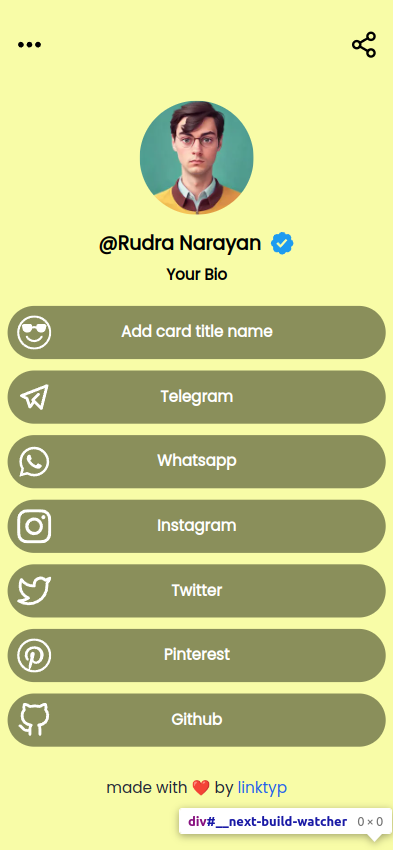 @Rudra Narayan
Your Bio
Add card title name
Telegram
Whatsapp
Instagram
Twitter
Pinterest
Github
made with ❤️ by linktyp
div#__next-build-watcher 0 × 0